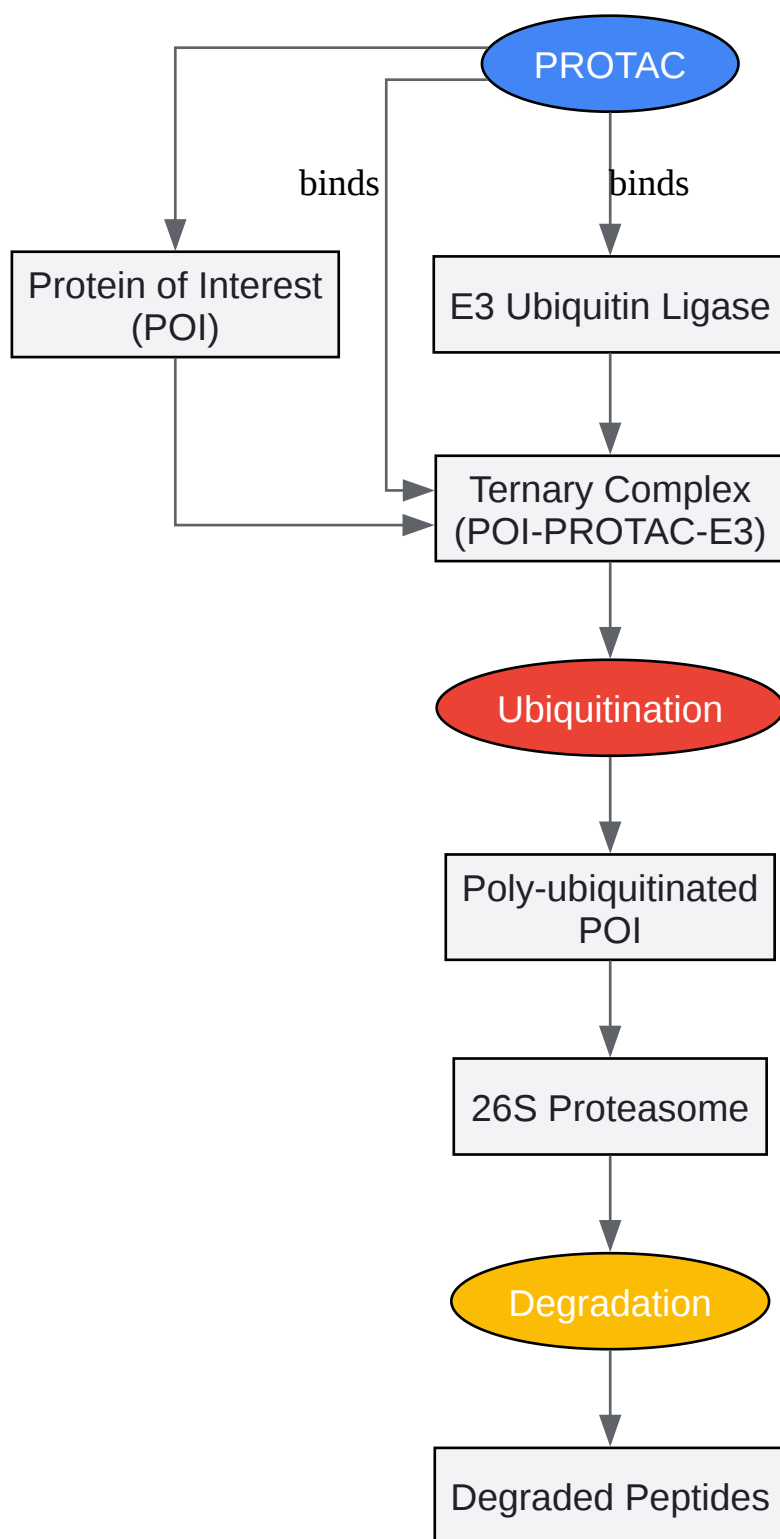 PROTAC
binds
binds
Protein of Interest
(POI)
E3 Ubiquitin Ligase
Ternary Complex
(POI-PROTAC-E3)
Ubiquitination
Poly-ubiquitinated
POI
26S Proteasome
Degradation
Degraded Peptides